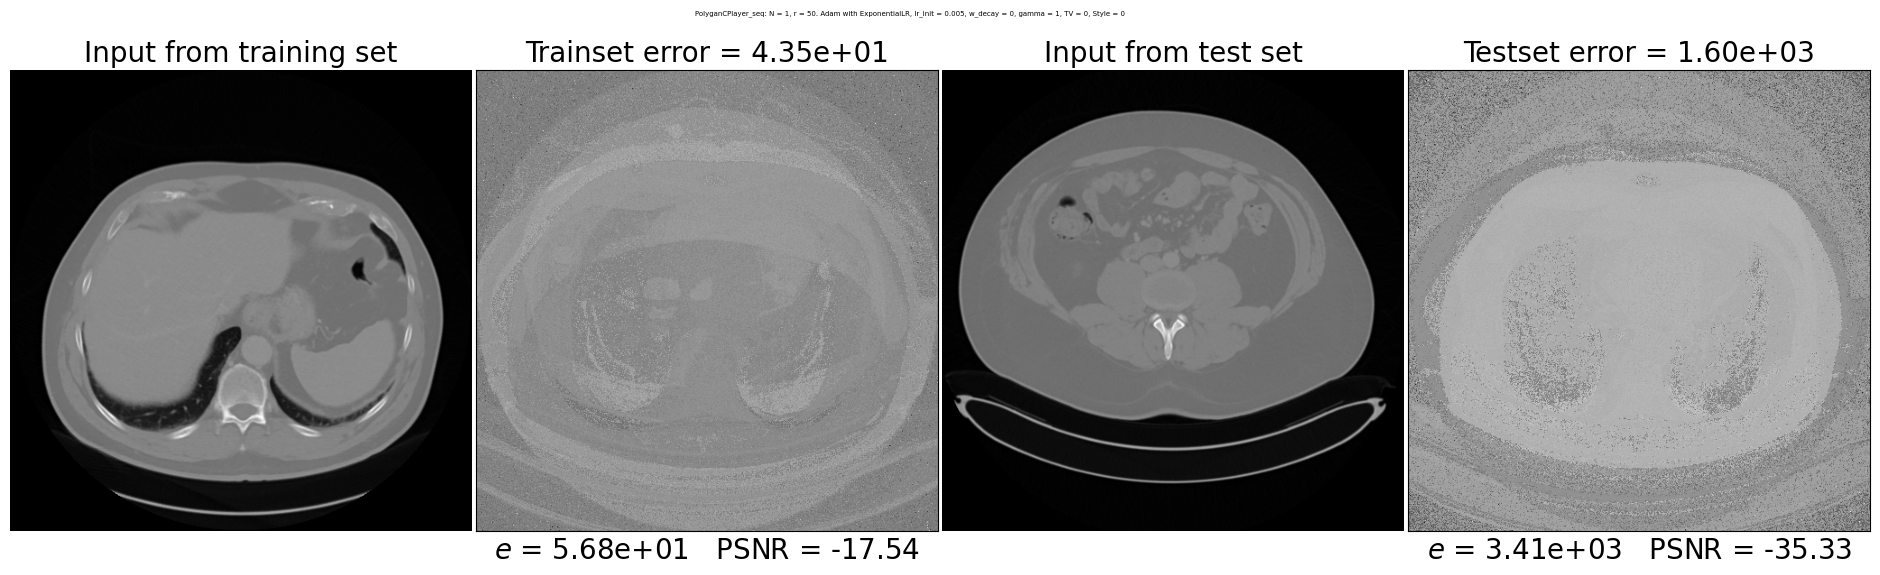 PolyganCPlayer_seq: N = 1, r = 50. Adam with ExponentialLR, lr_init = 0.005, w_decay = 0, gamma = 1, TV = 0, Style = 0
Input from training set
Trainset error = 4.35e+01
Input from test set
Testset error = 1.60e+03
e = 5.68e+01 PSNR = -17.54
e = 3.41e+03 PSNR = -35.33